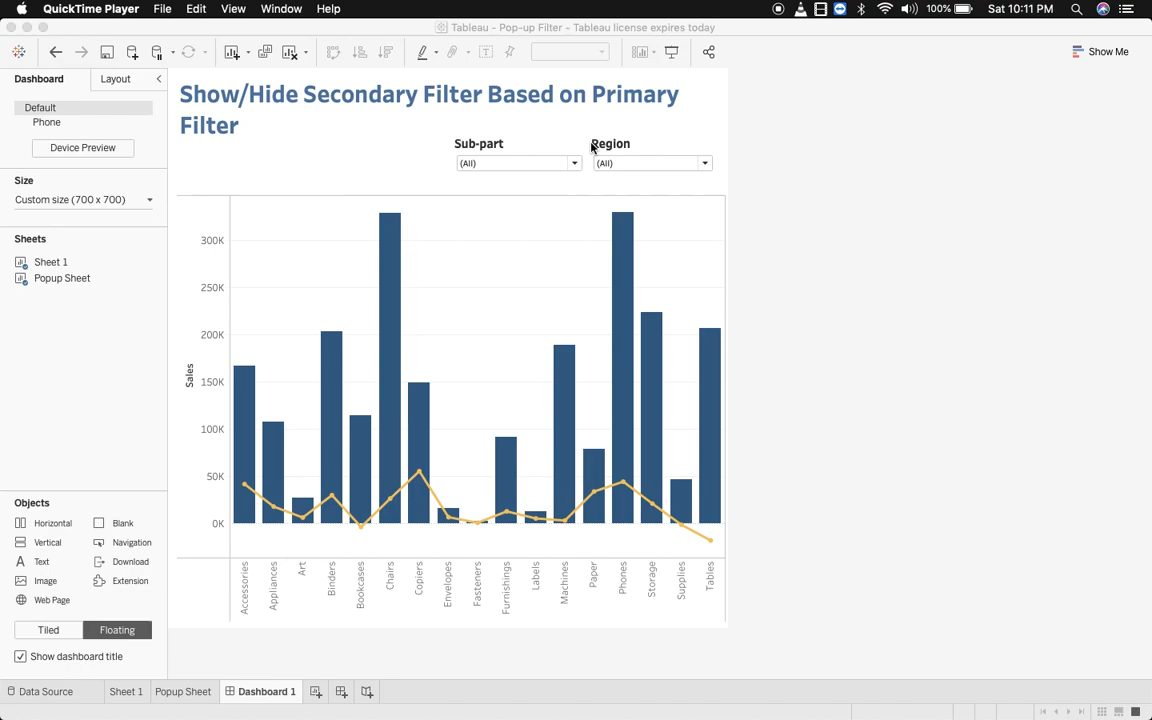 QuickTime Player File Edit View Window Help 100% Sat 10:11 PM
Tableau - Pop-up Filter - Tableau license expires today
Show Me
Dashboard Layout
Default
Phone
Device Preview
Size
Custom size (700 x 700)
Sheets
Sheet 1
Popup Sheet
Objects
Horizontal Blank
Vertical Navigation
Text Download
Image Extension
Web Page
Tiled Floating
Show dashboard title
Show/Hide Secondary Filter Based on Primary
Filter
Sub-part Region
(All) (All)
300K
250K
200K
150K
100K
50K
0K
Sales
Accessories
Appliances
Art
Binders
Bookcases
Chairs
Copiers
Envelopes
Fasteners
Furnishings
Labels
Machines
Paper
Phones
Storage
Supplies
Tables
Data Source Sheet 1 Popup Sheet Dashboard 1